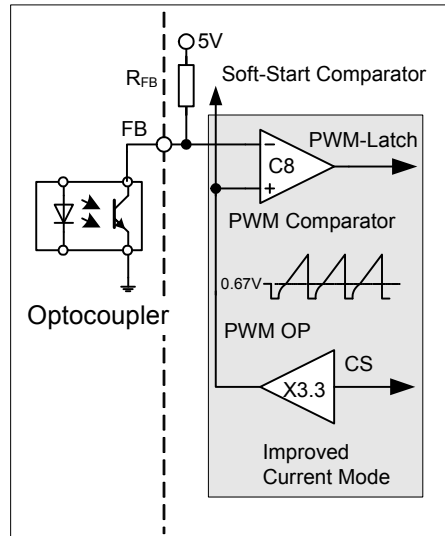 5V
RFB
Soft-Start Comparator
FB
PWM-Latch
C8
PWM Comparator
0.67V
PWM OP
Optocoupler
CS
X3.3
Improved
Current Mode